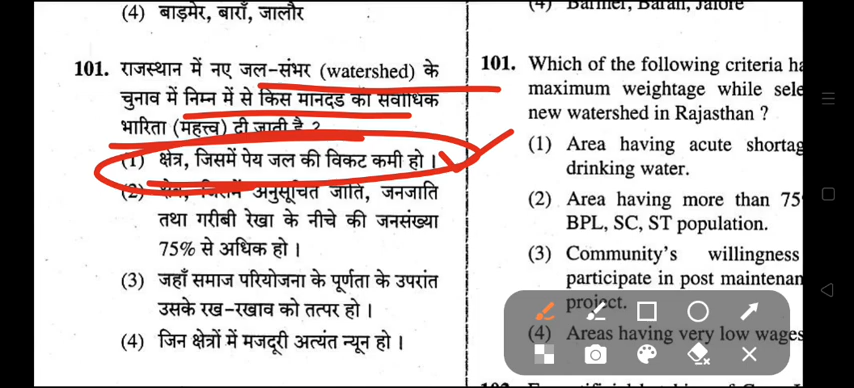 (4) बाड़मेर, बाराँ, जालौर
101. राजस्थान में नए जल-संभर (watershed) के
चुनाव में निम्न में से किस मानदंड को सर्वाधिक
भारिता (महत्त्व) दी जाती है ?
(1) क्षेत्र, जिसमें पेय जल की विकट कमी हो ।
(2) क्षेत्र, जिसमें अनुसूचित जाति, जनजाति
तथा गरीबी रेखा के नीचे की जनसंख्या
75% से अधिक हो ।
(3) जहाँ समाज परियोजना के पूर्णता के उपरांत
उसके रख-रखाव को तत्पर हो ।
(4) जिन क्षेत्रों में मजदूरी अत्यंत न्यून हो ।
(4) Barmer, Baran, Jalore
101. Which of the following criteria ha
maximum weightage while sele
new watershed in Rajasthan ?
(1) Area having acute shortag
drinking water.
(2) Area having more than 75
BPL, SC, ST population.
(3) Community's willingness
participate in post maintenan
project.
(4) Areas having very low wages